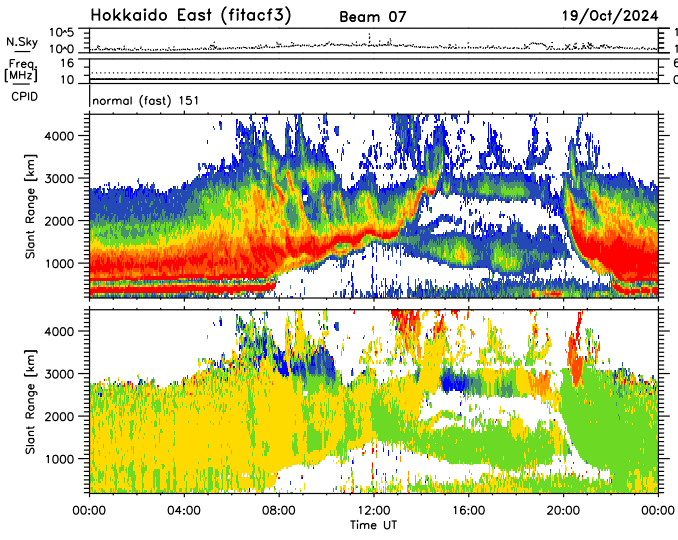 Hokkaido East (fitacf3) Beam 07 19/Oct/2024
N.Sky 10^5 1
10^0 1
Freq. 16 6
[MHz] 10 0
CPID normal (fast) 151
4000
3000
2000
1000
Slant Range [km]
4000
3000
2000
1000
Slant Range [km]
00:00 04:00 08:00 12:00 16:00 20:00 00:00
Time UT